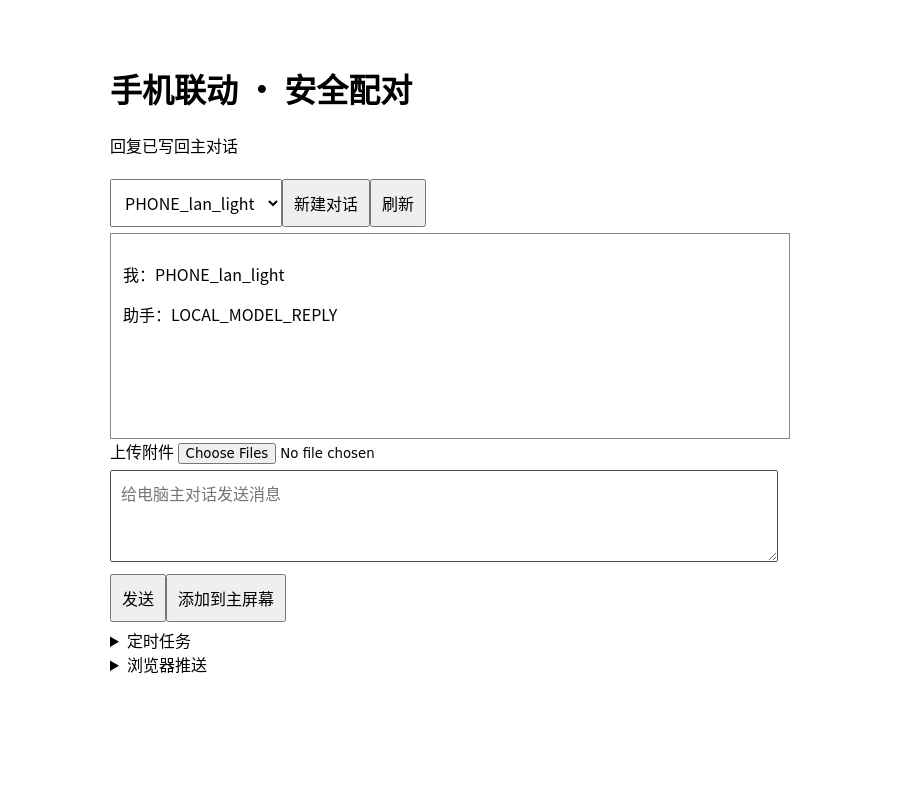 手机联动 · 安全配对
回复已写回主对话
PHONE_lan_light 新建对话 刷新
我：PHONE_lan_light
助手：LOCAL_MODEL_REPLY
上传附件 Choose Files No file chosen
给电脑主对话发送消息
发送 添加到主屏幕
定时任务
浏览器推送